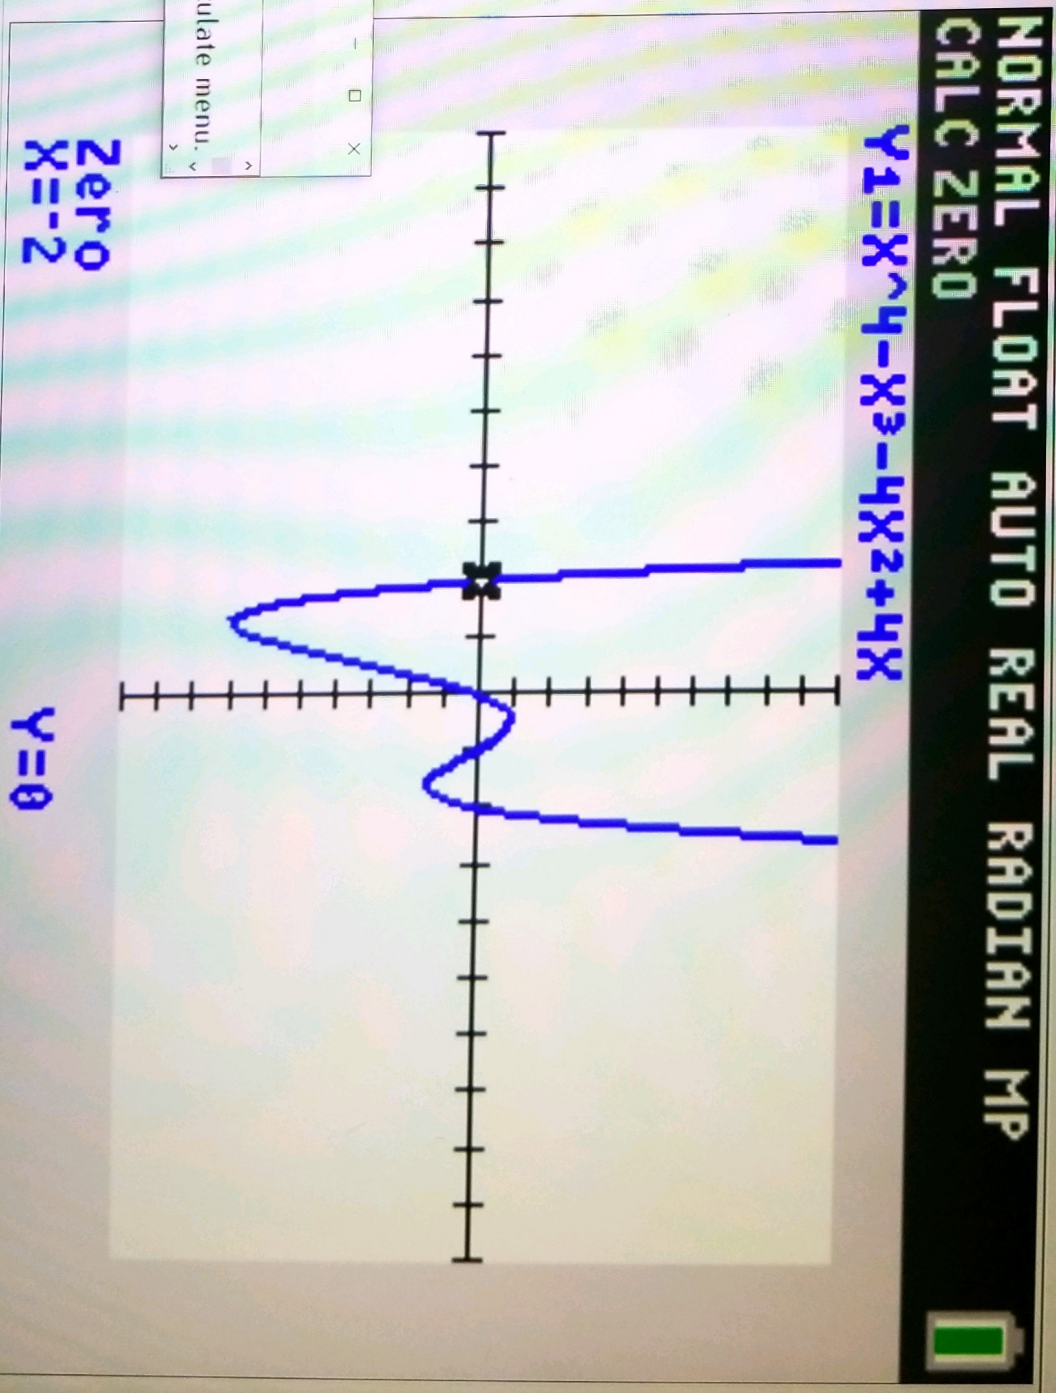 NORMAL FLOAT AUTO REAL RADIAN MP
CALC ZERO
Y1=X^4-X³-4X²+4X
ulate menu.
Zero
X=-2 Y=0